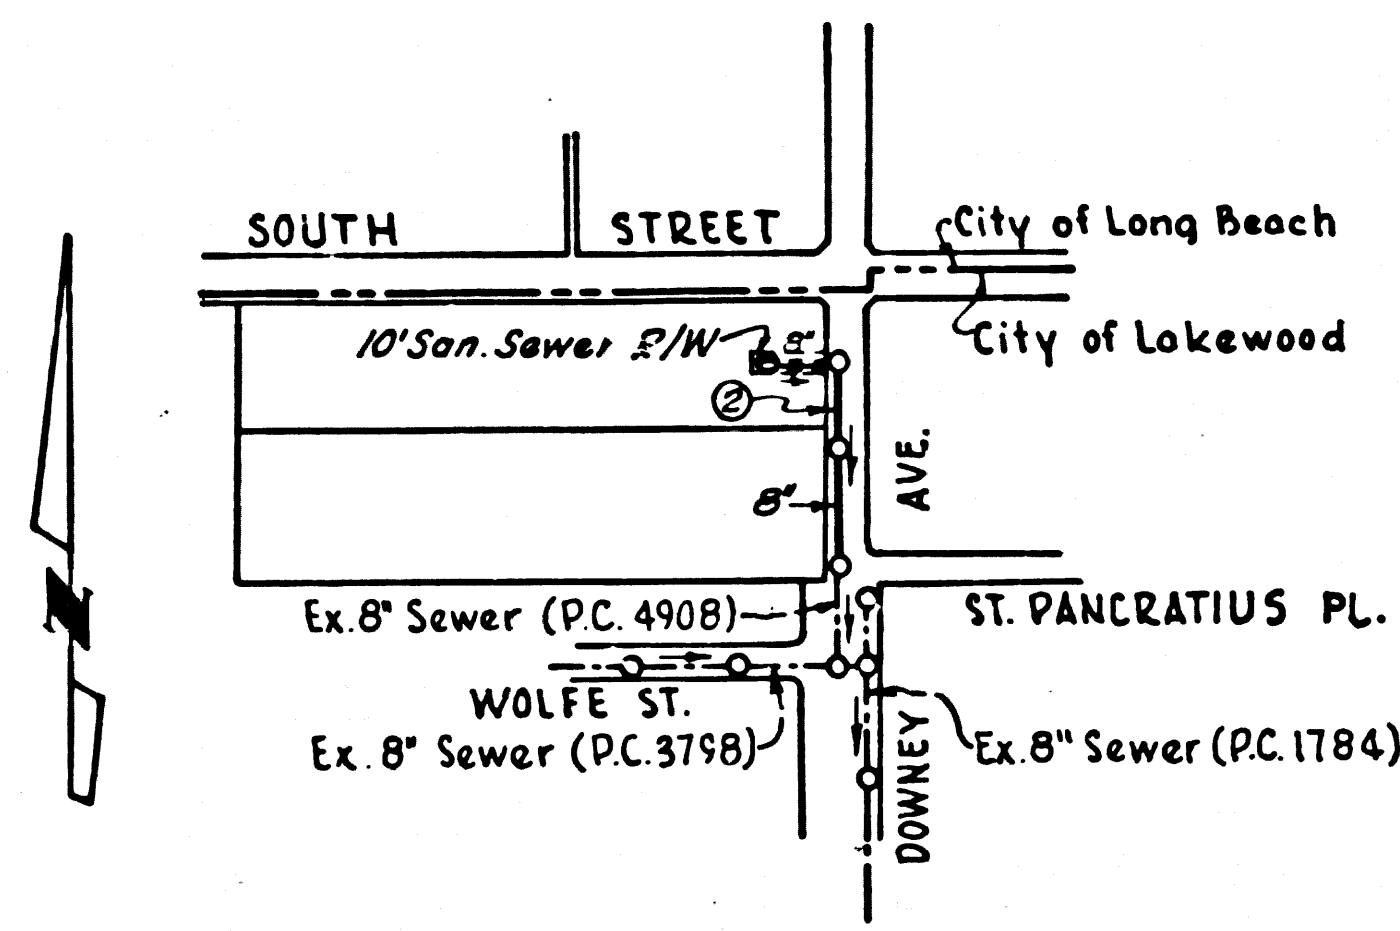 SOUTH STREET
City of Long Beach
City of Lakewood
10' San. Sewer P/W
8"
2
AVE.
8"
Ex. 8" Sewer (P.C. 4908)
ST. PANCRATIUS PL.
N
WOLFE ST.
Ex. 8" Sewer (P.C. 3798)
DOWNEY
Ex. 8" Sewer (P.C. 1784)